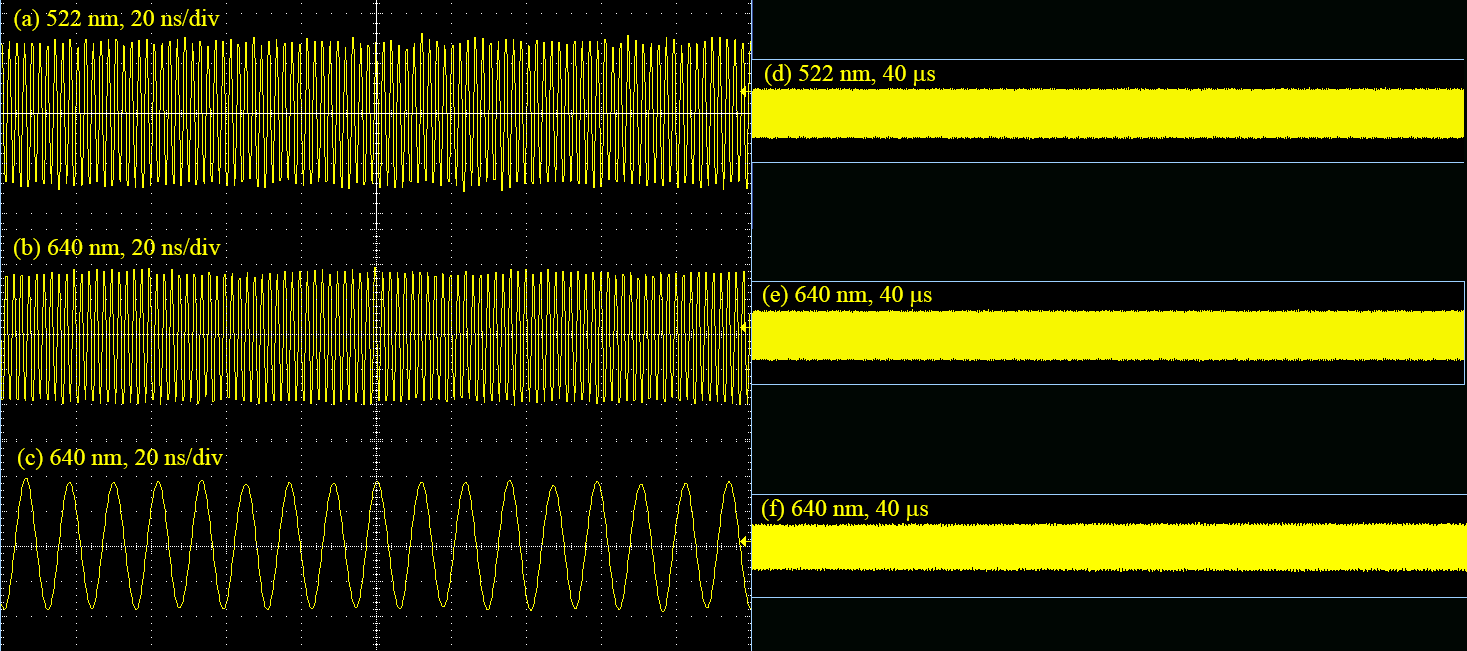 (a) 522 nm, 20 ns/div
(b) 640 nm, 20 ns/div
(c) 640 nm, 20 ns/div
(d) 522 nm, 40 µs
(e) 640 nm, 40 µs
(f) 640 nm, 40 µs